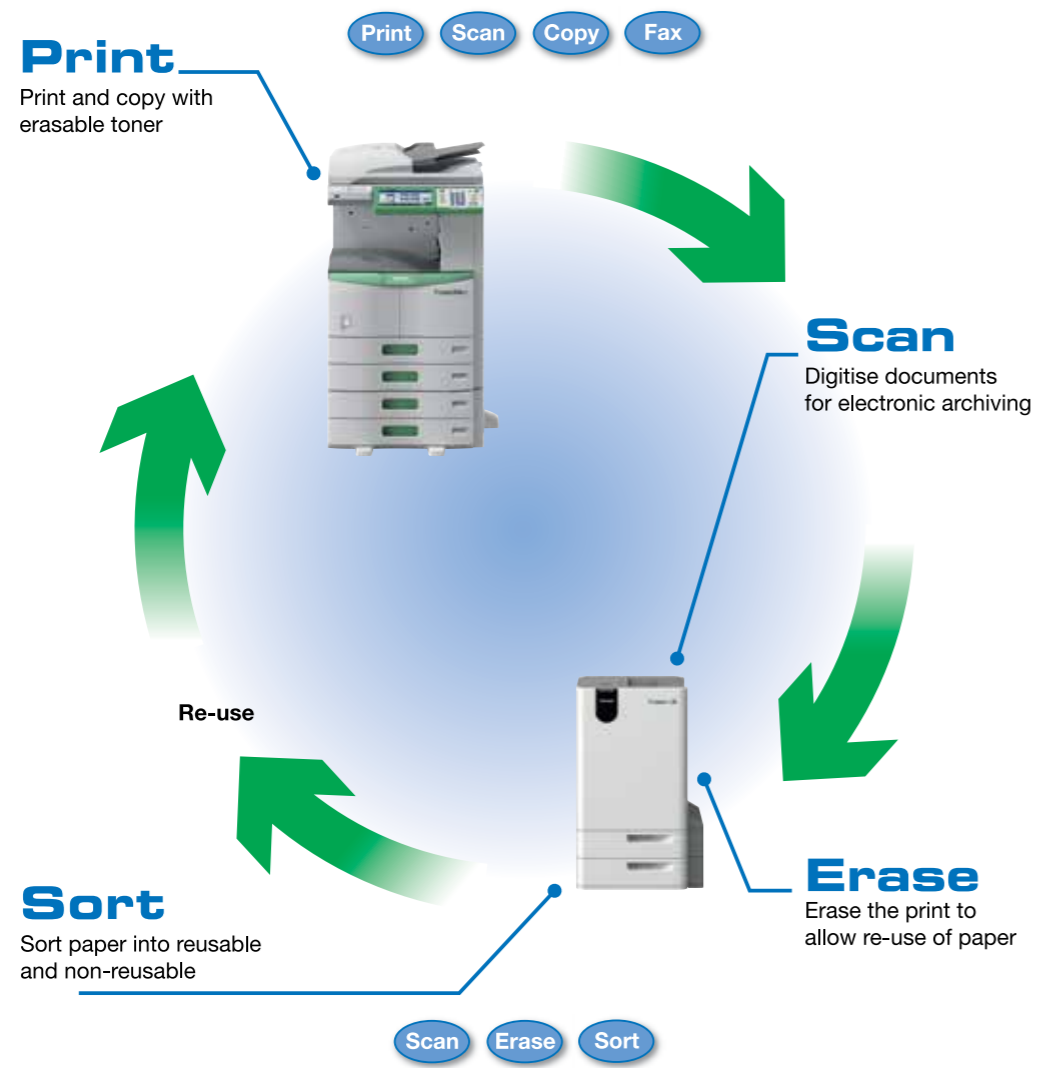 Print Scan Copy Fax
Print
Print and copy with
erasable toner
Scan
Digitise documents
for electronic archiving
Re-use
Erase
Erase the print to
allow re-use of paper
Sort
Sort paper into reusable
and non-reusable
Scan Erase Sort